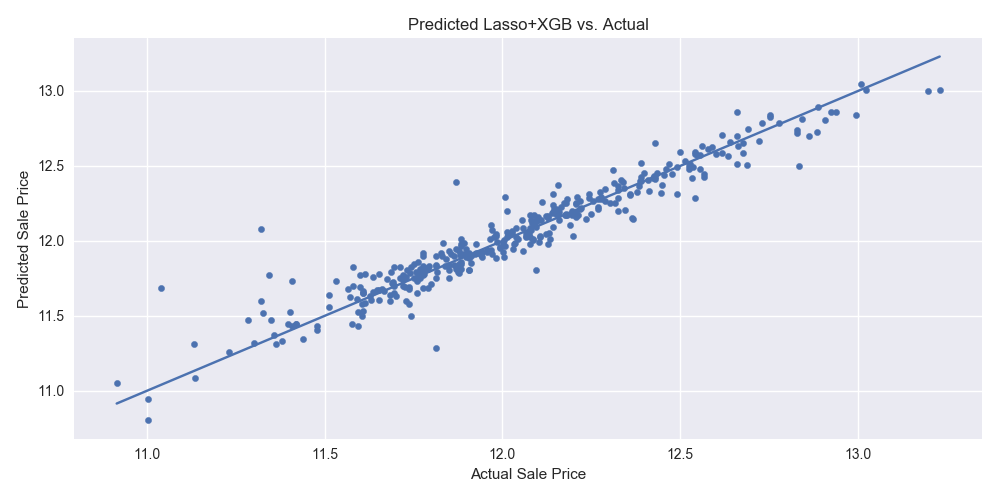 Predicted Lasso+XGB vs. Actual
Predicted Sale Price
13.0
12.5
12.0
11.5
11.0
11.0 11.5 12.0 12.5 13.0
Actual Sale Price